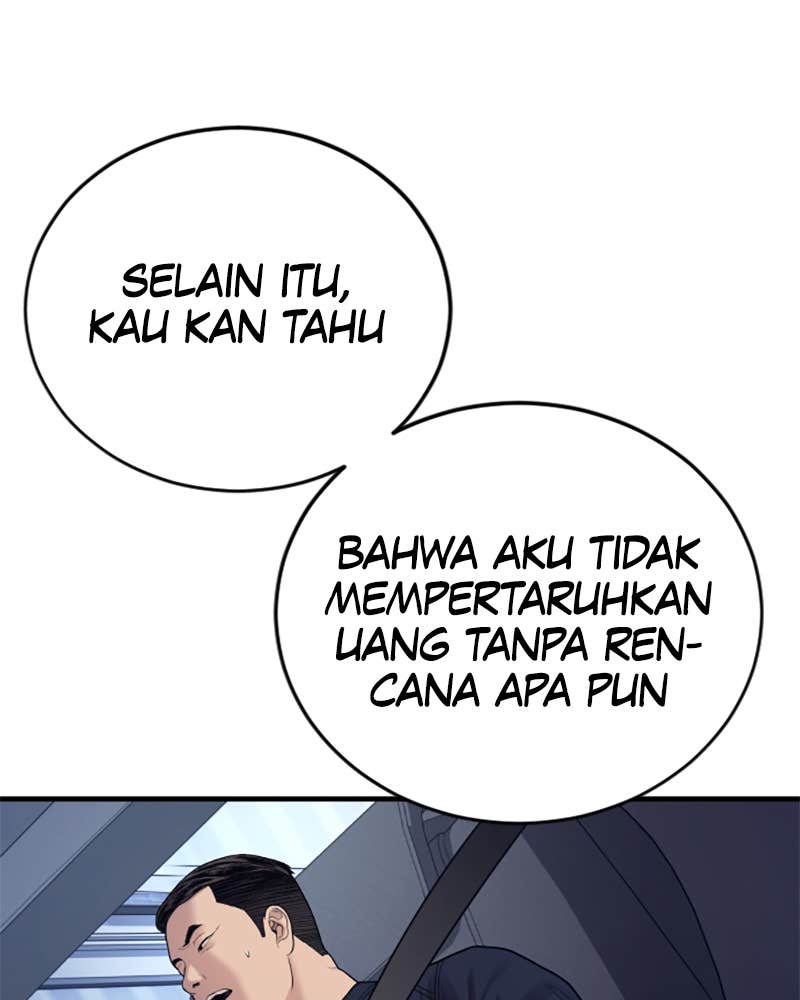 SELAIN ITU,
KAU KAN TAHU
BAHWA AKU TIDAK
MEMPERTARUHKAN
UANG TANPA REN-
CANA APA PUN